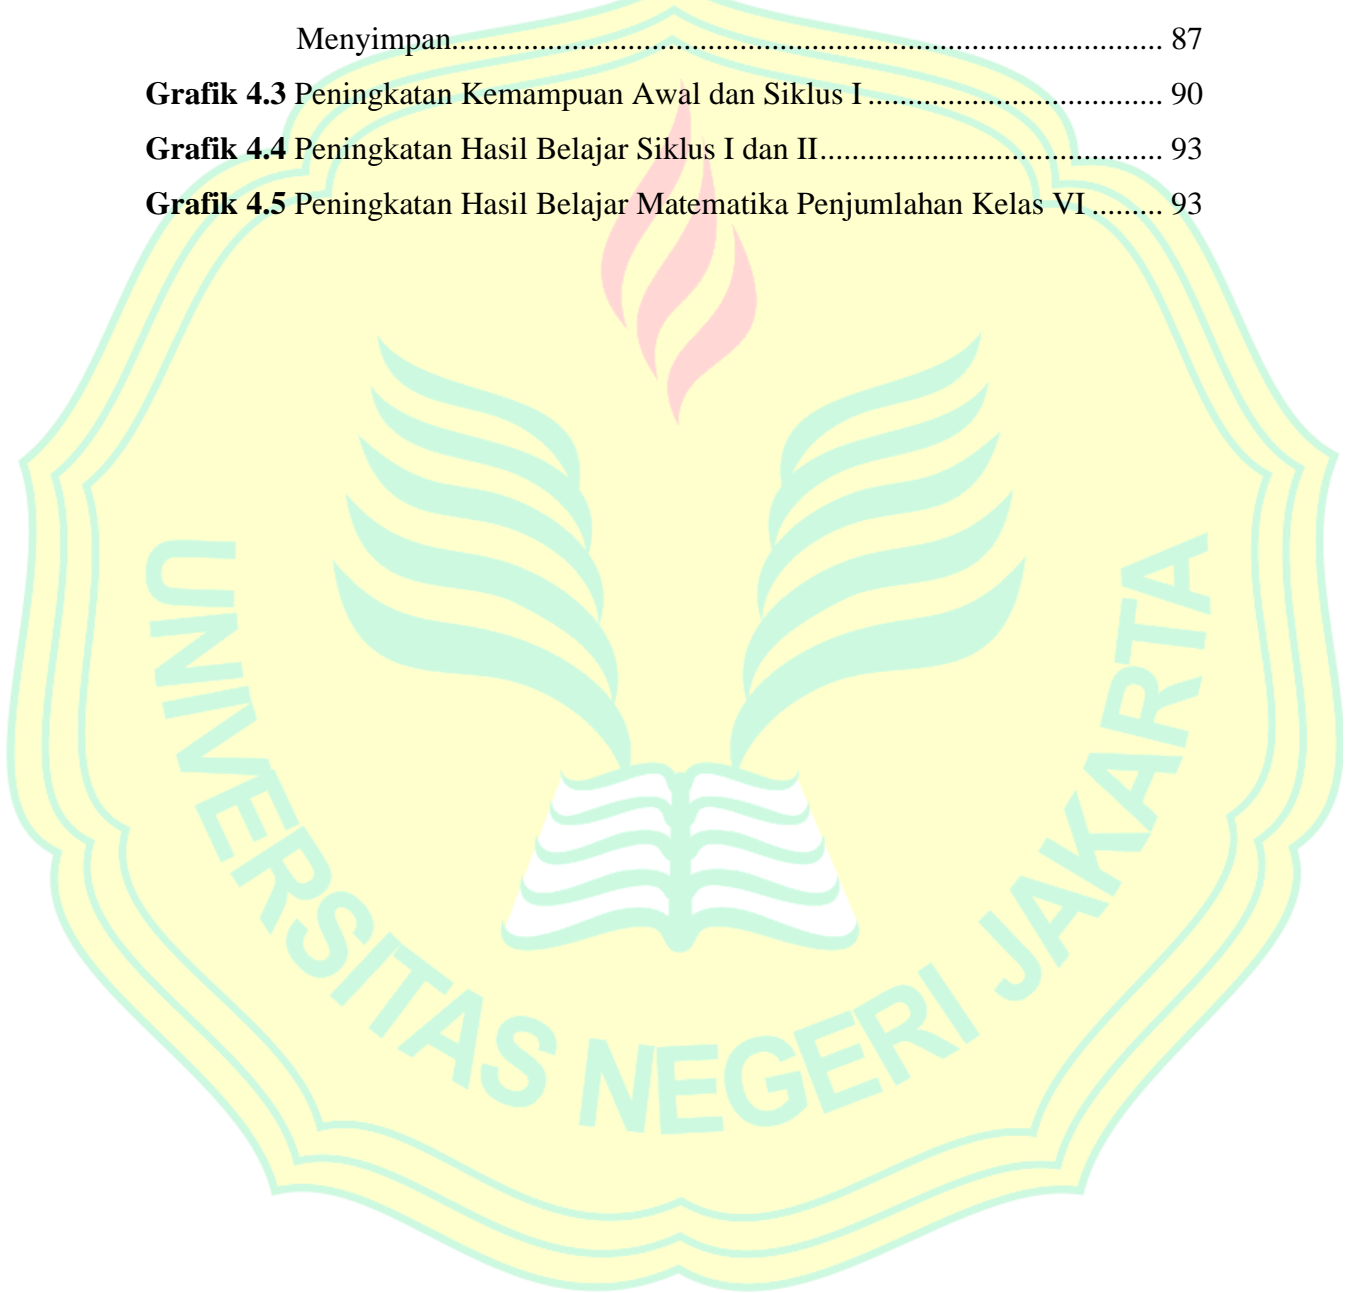 Menyimpan........................................................................................ 87
Grafik 4.3 Peningkatan Kemampuan Awal dan Siklus I .................................... 90
Grafik 4.4 Peningkatan Hasil Belajar Siklus I dan II.......................................... 93
Grafik 4.5 Peningkatan Hasil Belajar Matematika Penjumlahan Kelas VI ......... 93
UNIVERSITAS NEGERI JAKARTA